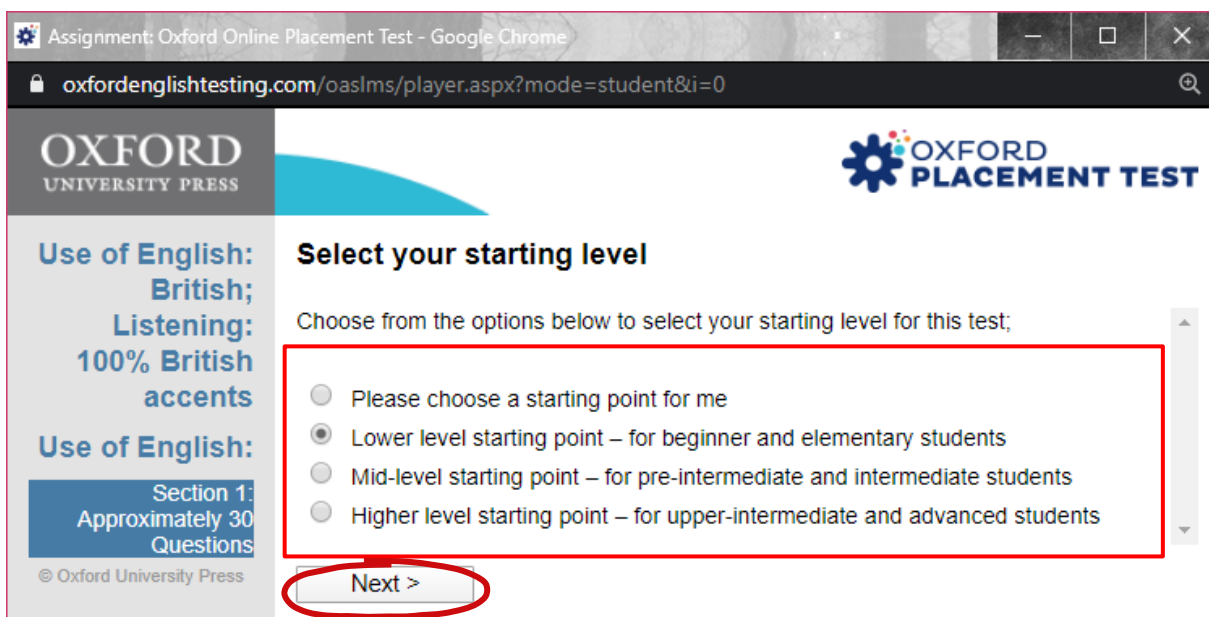 Assignment: Oxford Online Placement Test - Google Chrome
oxfordenglishtesting.com/oaslms/player.aspx?mode=student&i=0
OXFORD
UNIVERSITY PRESS
OXFORD
PLACEMENT TEST
Use of English:
British;
Listening:
100% British
accents
Use of English:
Section 1:
Approximately 30
Questions
© Oxford University Press
Select your starting level
Choose from the options below to select your starting level for this test;
Please choose a starting point for me
Lower level starting point – for beginner and elementary students
Mid-level starting point – for pre-intermediate and intermediate students
Higher level starting point – for upper-intermediate and advanced students
Next >